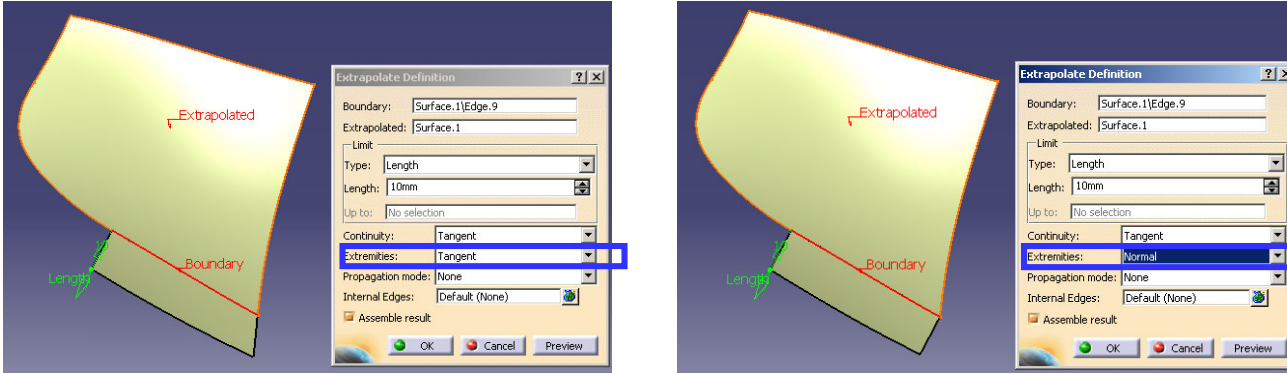 Extrapolated
Boundary
10
Length
Extrapolate Definition
Boundary: Surface.1\Edge.9
Extrapolated: Surface.1
Limit
Type: Length
Length: 10mm
Up to: No selection
Continuity: Tangent
Extremities: Tangent
Propagation mode: None
Internal Edges: Default (None)
Assemble result
OK Cancel Preview
Extrapolated
Boundary
10
Length
Extrapolate Definition
Boundary: Surface.1\Edge.9
Extrapolated: Surface.1
Limit
Type: Length
Length: 10mm
Up to: No selection
Continuity: Tangent
Extremities: Normal
Propagation mode: None
Internal Edges: Default (None)
Assemble result
OK Cancel Preview